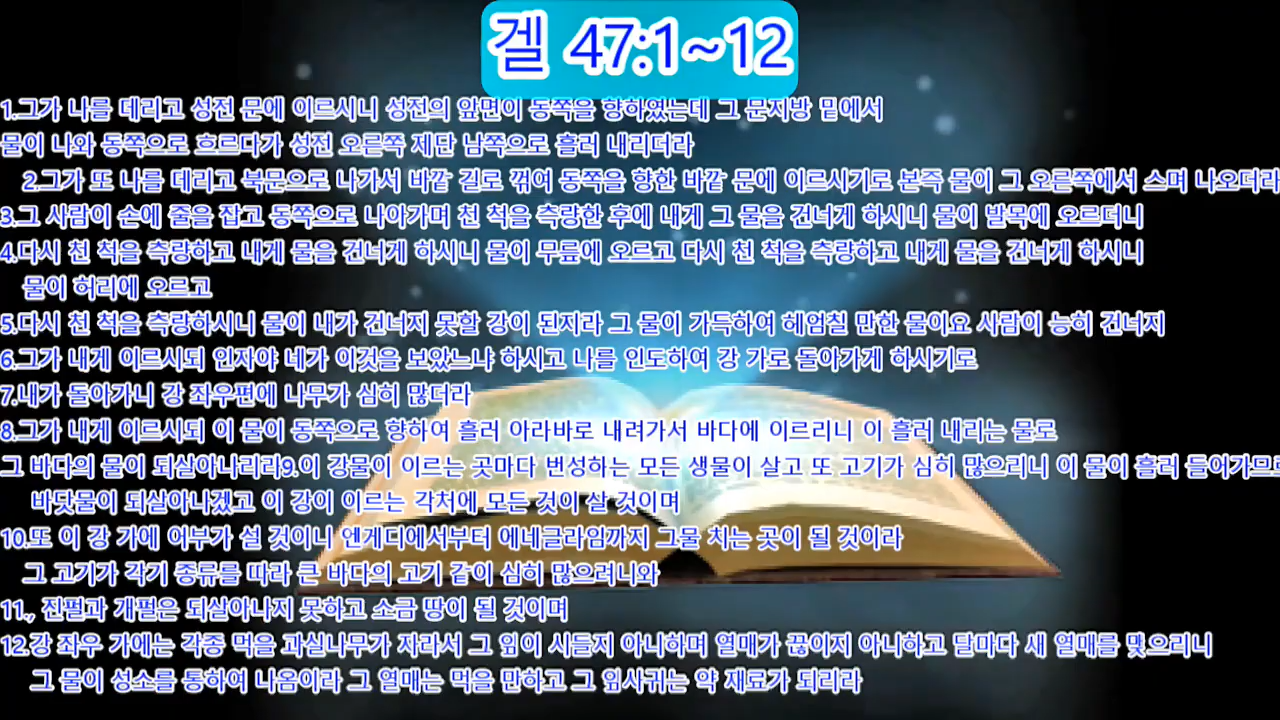 겔 47:1~12
1.그가 나를 데리고 성전 문에 이르시니 성전의 앞면이 동쪽을 향하였는데 그 문지방 밑에서
물이 나와 동쪽으로 흐르다가 성전 오른쪽 제단 남쪽으로 흘러 내리더라
2.그가 또 나를 데리고 북문으로 나가서 바깥 길로 꺾여 동쪽을 향한 바깥 문에 이르시기로 본즉 물이 그 오른쪽에서 스며 나오더라
3.그 사람이 손에 줄을 잡고 동쪽으로 나아가며 천 척을 측량한 후에 내게 그 물을 건너게 하시니 물이 발목에 오르더니
4.다시 천 척을 측량하고 내게 물을 건너게 하시니 물이 무릎에 오르고 다시 천 척을 측량하고 내게 물을 건너게 하시니
물이 허리에 오르고
5.다시 천 척을 측량하시니 물이 내가 건너지 못할 강이 된지라 그 물이 가득하여 헤엄칠 만한 물이요 사람이 능히 건너지
6.그가 내게 이르시되 인자야 네가 이것을 보았느냐 하시고 나를 인도하여 강 가로 돌아가게 하시기로
7.내가 돌아가니 강 좌우편에 나무가 심히 많더라
8.그가 내게 이르시되 이 물이 동쪽으로 향하여 흘러 아라바로 내려가서 바다에 이르리니 이 흘러 내리는 물로
그 바다의 물이 되살아나리라9.이 강물이 이르는 곳마다 번성하는 모든 생물이 살고 또 고기가 심히 많으리니 이 물이 흘러 들어가므로
바닷물이 되살아나겠고 이 강이 이르는 각처에 모든 것이 살 것이며
10.또 이 강 가에 어부가 설 것이니 엔게디에서부터 에네글라임까지 그물 치는 곳이 될 것이라
그 고기가 각기 종류를 따라 큰 바다의 고기 같이 심히 많으려니와
11., 진펄과 개펄은 되살아나지 못하고 소금 땅이 될 것이며
12.강 좌우 가에는 각종 먹을 과실나무가 자라서 그 잎이 시들지 아니하며 열매가 끊이지 아니하고 달마다 새 열매를 맺으리니
그 물이 성소를 통하여 나옴이라 그 열매는 먹을 만하고 그 잎사귀는 약 재료가 되리라